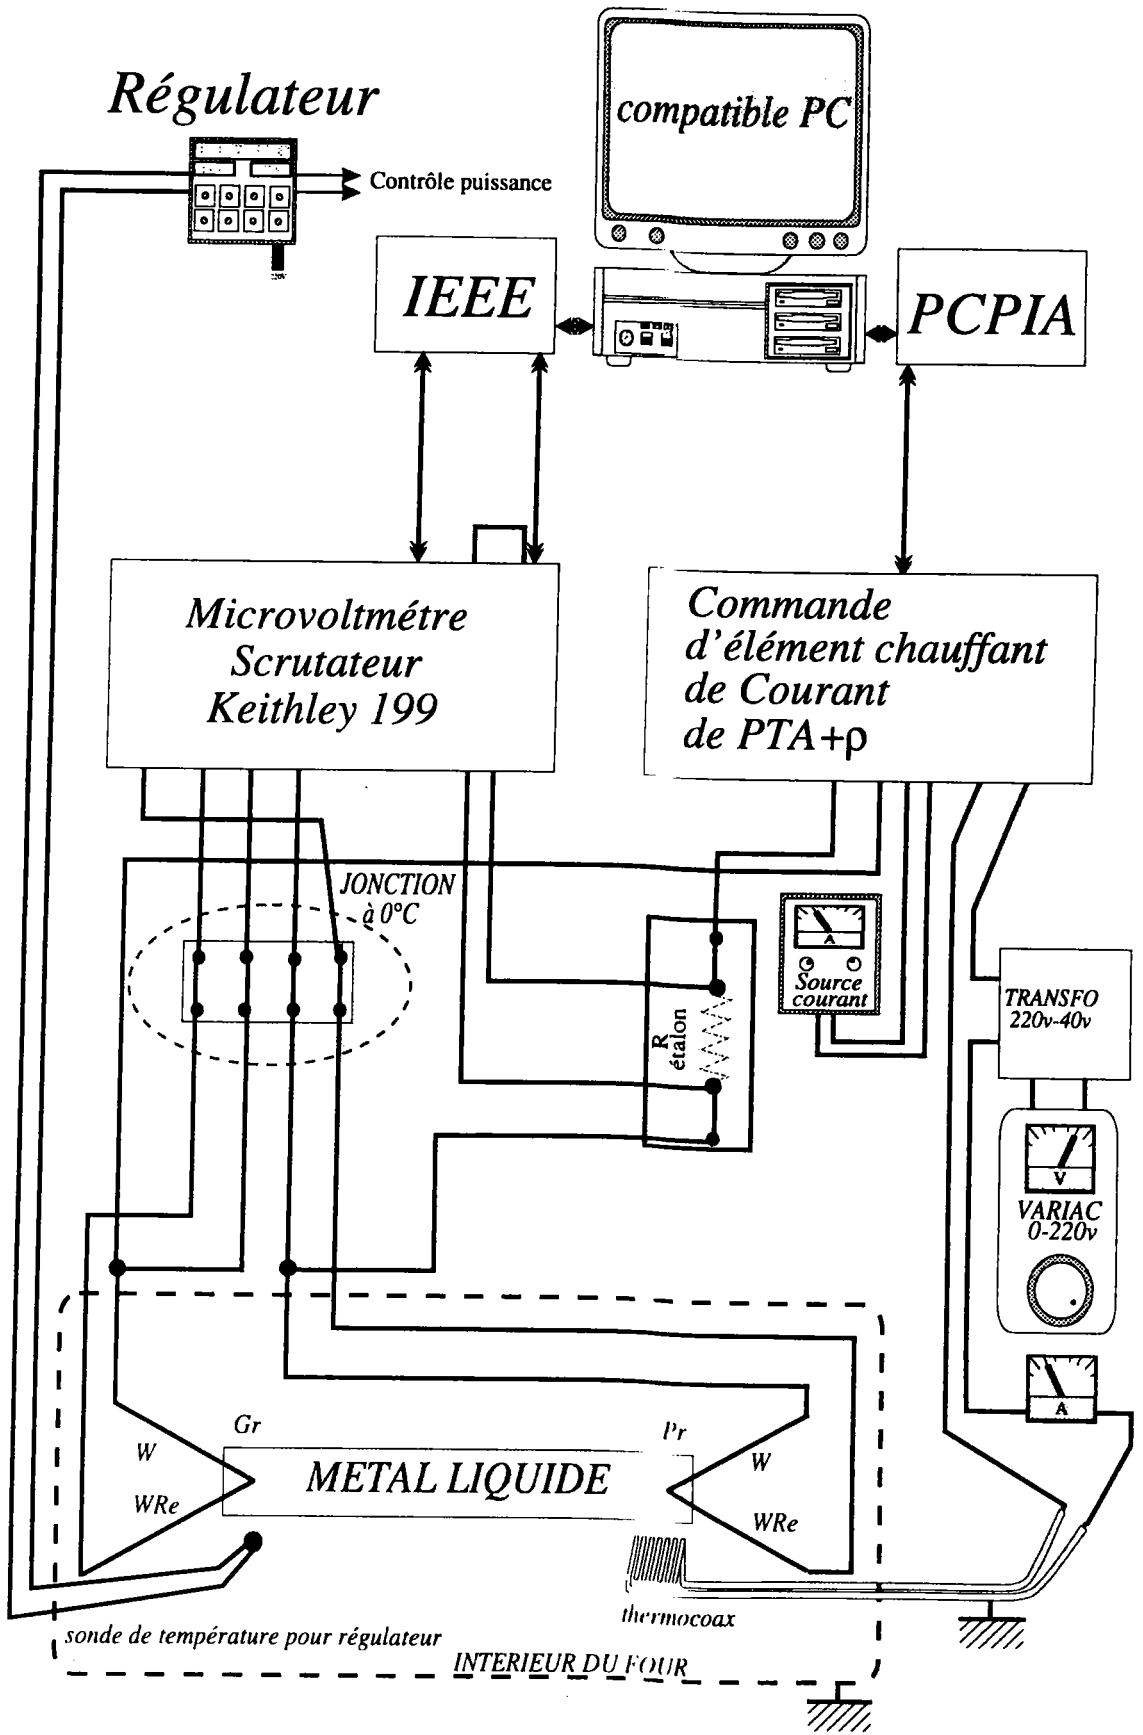 Régulateur
Contrôle puissance
220V
compatible PC
IEEE
PCPIA
Microvoltmétre
Scrutateur
Keithley 199
Commande
d'élément chauffant
de Courant
de PTA+ρ
JONCTION
à 0°C
R
étalon
A
Source
courant
TRANSFO
220v-40v
V
VARIAC
0-220v
A
Gr
W
WRe
METAL LIQUIDE
Pr
W
WRe
thermocoax
sonde de température pour régulateur
INTERIEUR DU FOUR